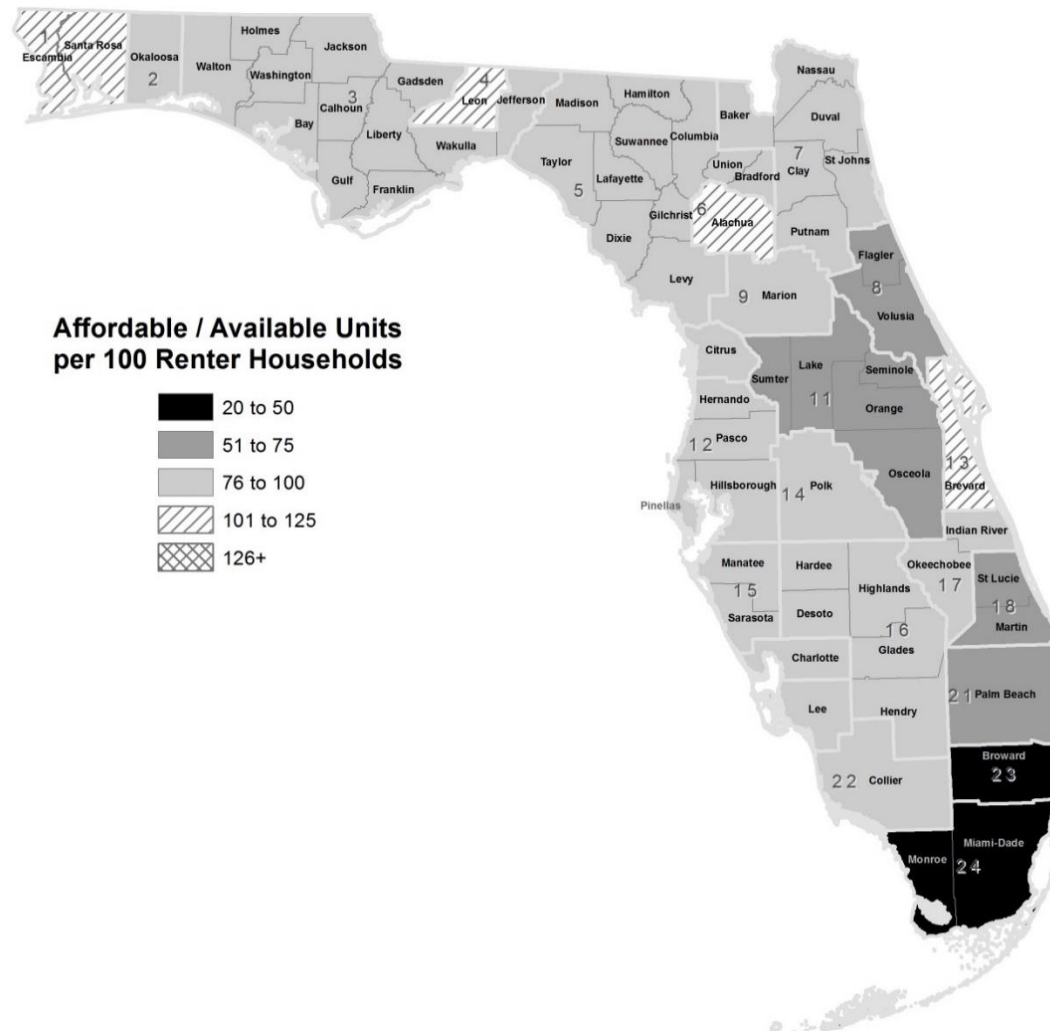 Holmes
Jackson
1
Santa Rosa
Escambia
Okaloosa
2
Walton
Washington
Gadsden
4
Leon
Jefferson
Madison
Hamilton
Nassau
Calhoun
3
Bay
Liberty
Wakulla
Gulf
Franklin
Taylor
5
Suwannee
Columbia
Baker
Duval
Lafayette
Union
Bradford
7
Clay
St Johns
Gilchrist
6
Alachua
Dixie
Putnam
Levy
9
Marion
Flagler
8
Volusia
Affordable / Available Units
per 100 Renter Households
20 to 50
51 to 75
76 to 100
101 to 125
126+
Citrus
Sumter
Lake
Seminole
11
Orange
Hernando
12
Pasco
Osceola
13
Brevard
Hillsborough
14
Polk
Pinellas
Indian River
Manatee
15
Sarasota
Hardee
Highlands
Okeechobee
17
St Lucie
18
Martin
Desoto
16
Glades
Charlotte
Lee
Hendry
21
Palm Beach
Broward
23
22
Collier
Monroe
Miami-Dade
24